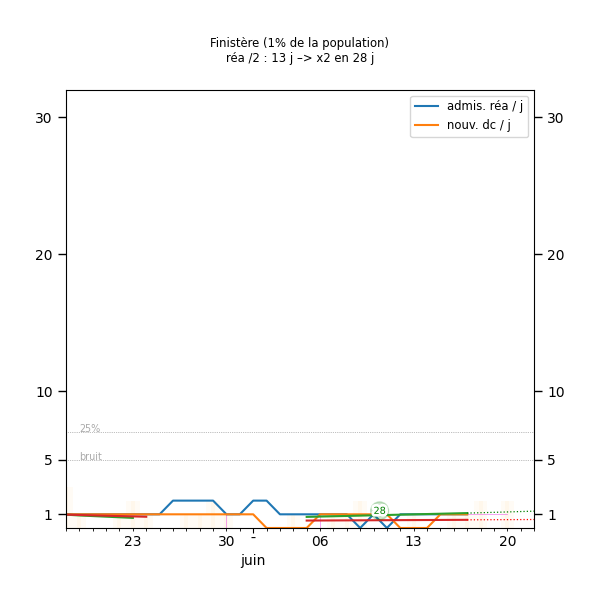 Finistère (1% de la population)
réa /2 : 13 j –> x2 en 28 j
admis. réa / j
nouv. dc / j
30 30
20 20
10 10
25%
5 5
bruit
28
1 1
23 30 - 06 13 20
juin